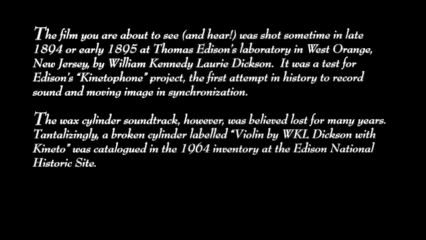 The film you are about to see (and hear!) was shot sometime in late
1894 or early 1895 at Thomas Edison's laboratory in West Orange,
New Jersey, by William Kennedy Laurie Dickson. It was a test for
Edison's "Kinetophone" project, the first attempt in history to record
sound and moving image in synchronization.
The wax cylinder soundtrack, however, was believed lost for many years.
Tantalizingly, a broken cylinder labelled "Violin by WKL Dickson with
Kineto" was catalogued in the 1964 inventory at the Edison National
Historic Site.